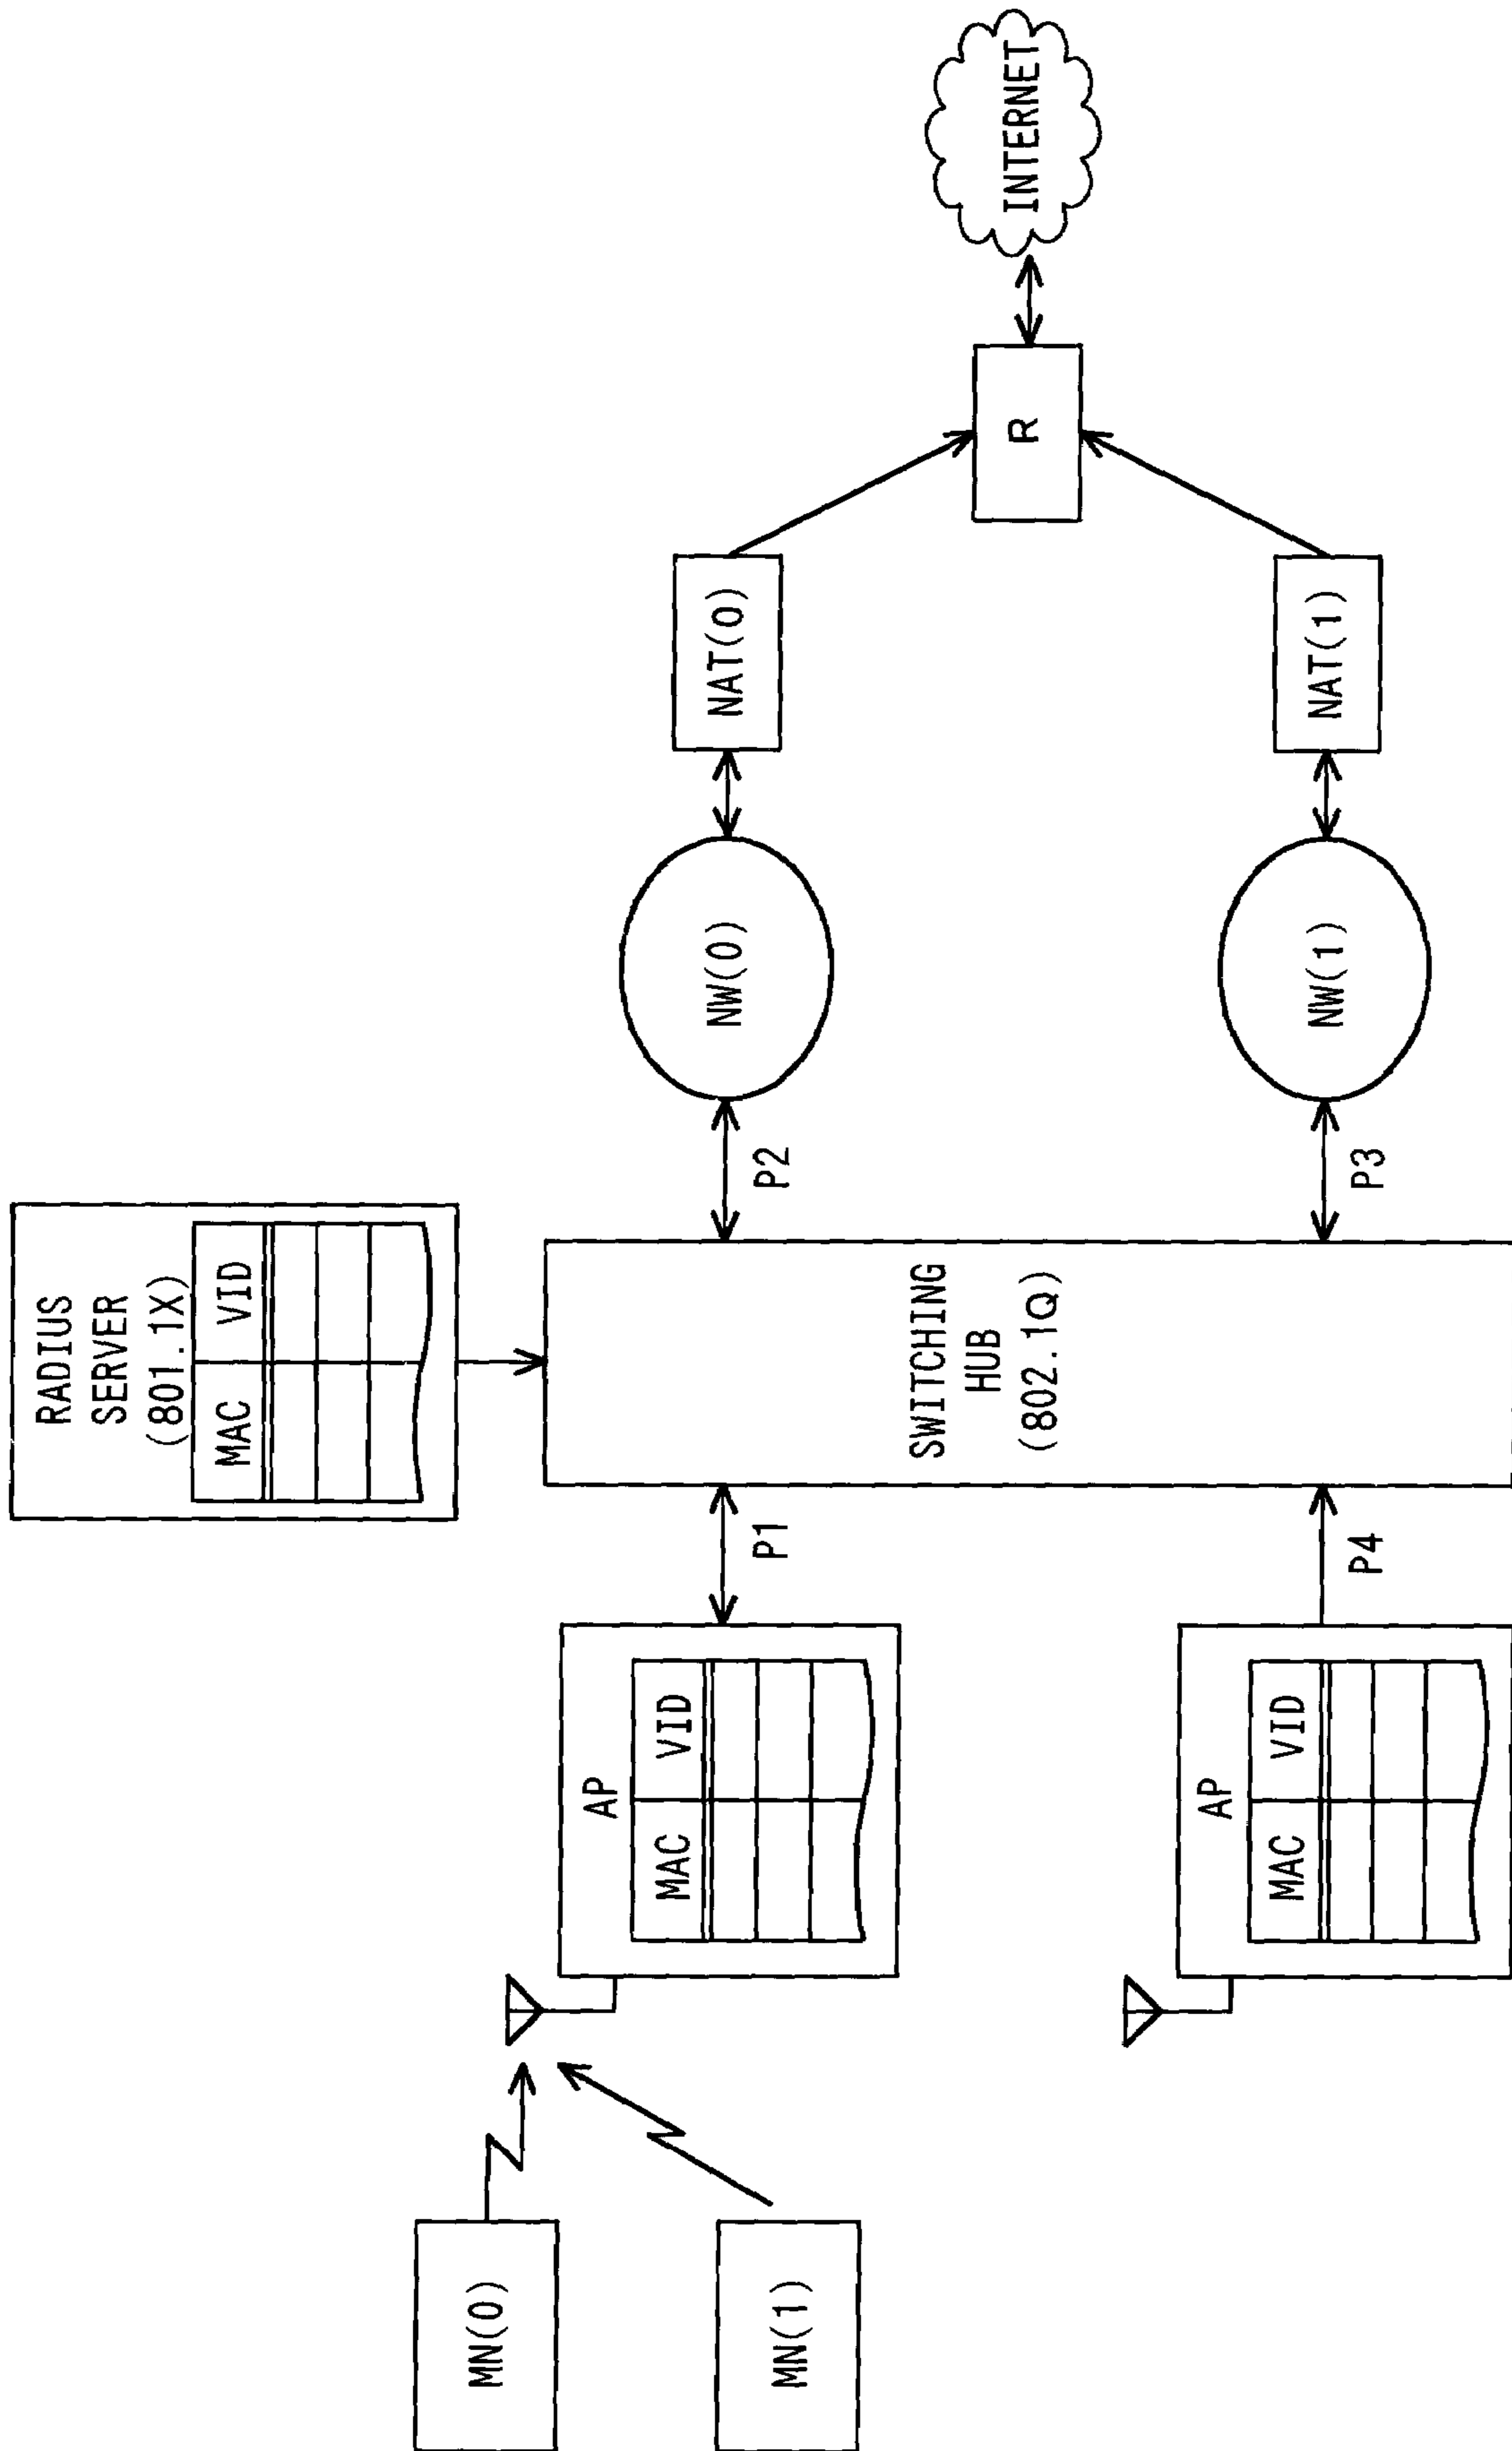 RADIUS
SERVER
(801.1X)
MAC VID
MN(0)
MN(1)
AP
MAC VID
P1
AP
MAC VID
P4
SWITCHING
HUB
(802.1Q)
P2
P3
NW(0)
NW(1)
NAT(0)
NAT(1)
R
INTERNET